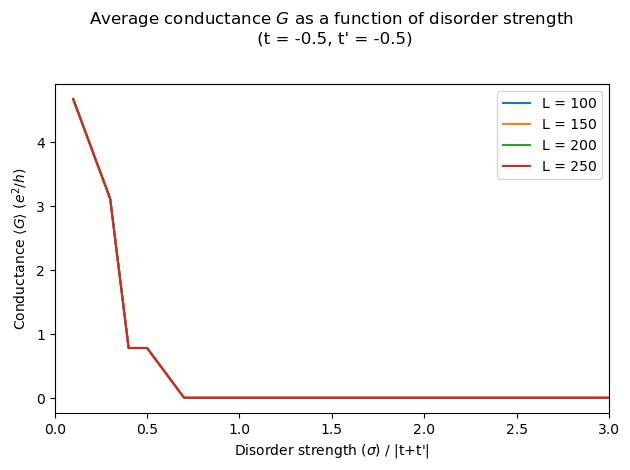 Average conductance G as a function of disorder strength
(t = -0.5, t' = -0.5)
L = 100
L = 150
L = 200
L = 250
Conductance ⟨G⟩ (e²/h)
4
3
2
1
0
0.0 0.5 1.0 1.5 2.0 2.5 3.0
Disorder strength (σ) / |t+t'|